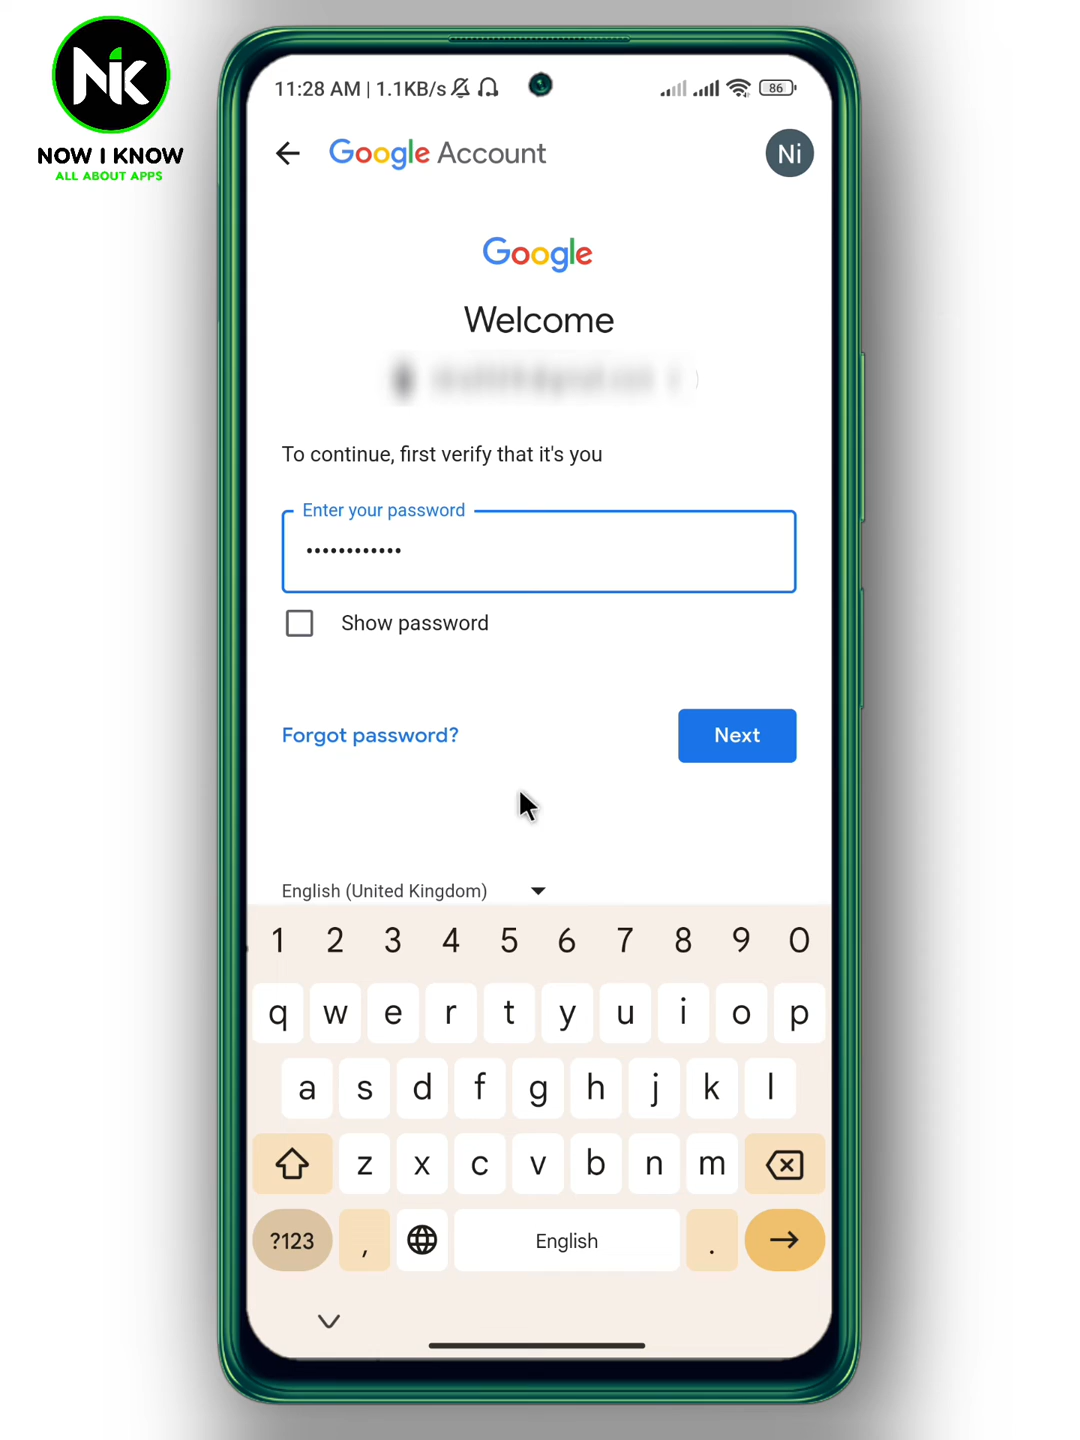 NiK
NOW I KNOW
ALL ABOUT APPS
11:28 AM | 1.1KB/s
86
Google Account
Ni
Google
Welcome
To continue, first verify that it's you
Enter your password
••••••••••••
Show password
Forgot password?
Next
English (United Kingdom)
1 2 3 4 5 6 7 8 9 0
q w e r t y u i o p
a s d f g h j k l
z x c v b n m
?123 , English .